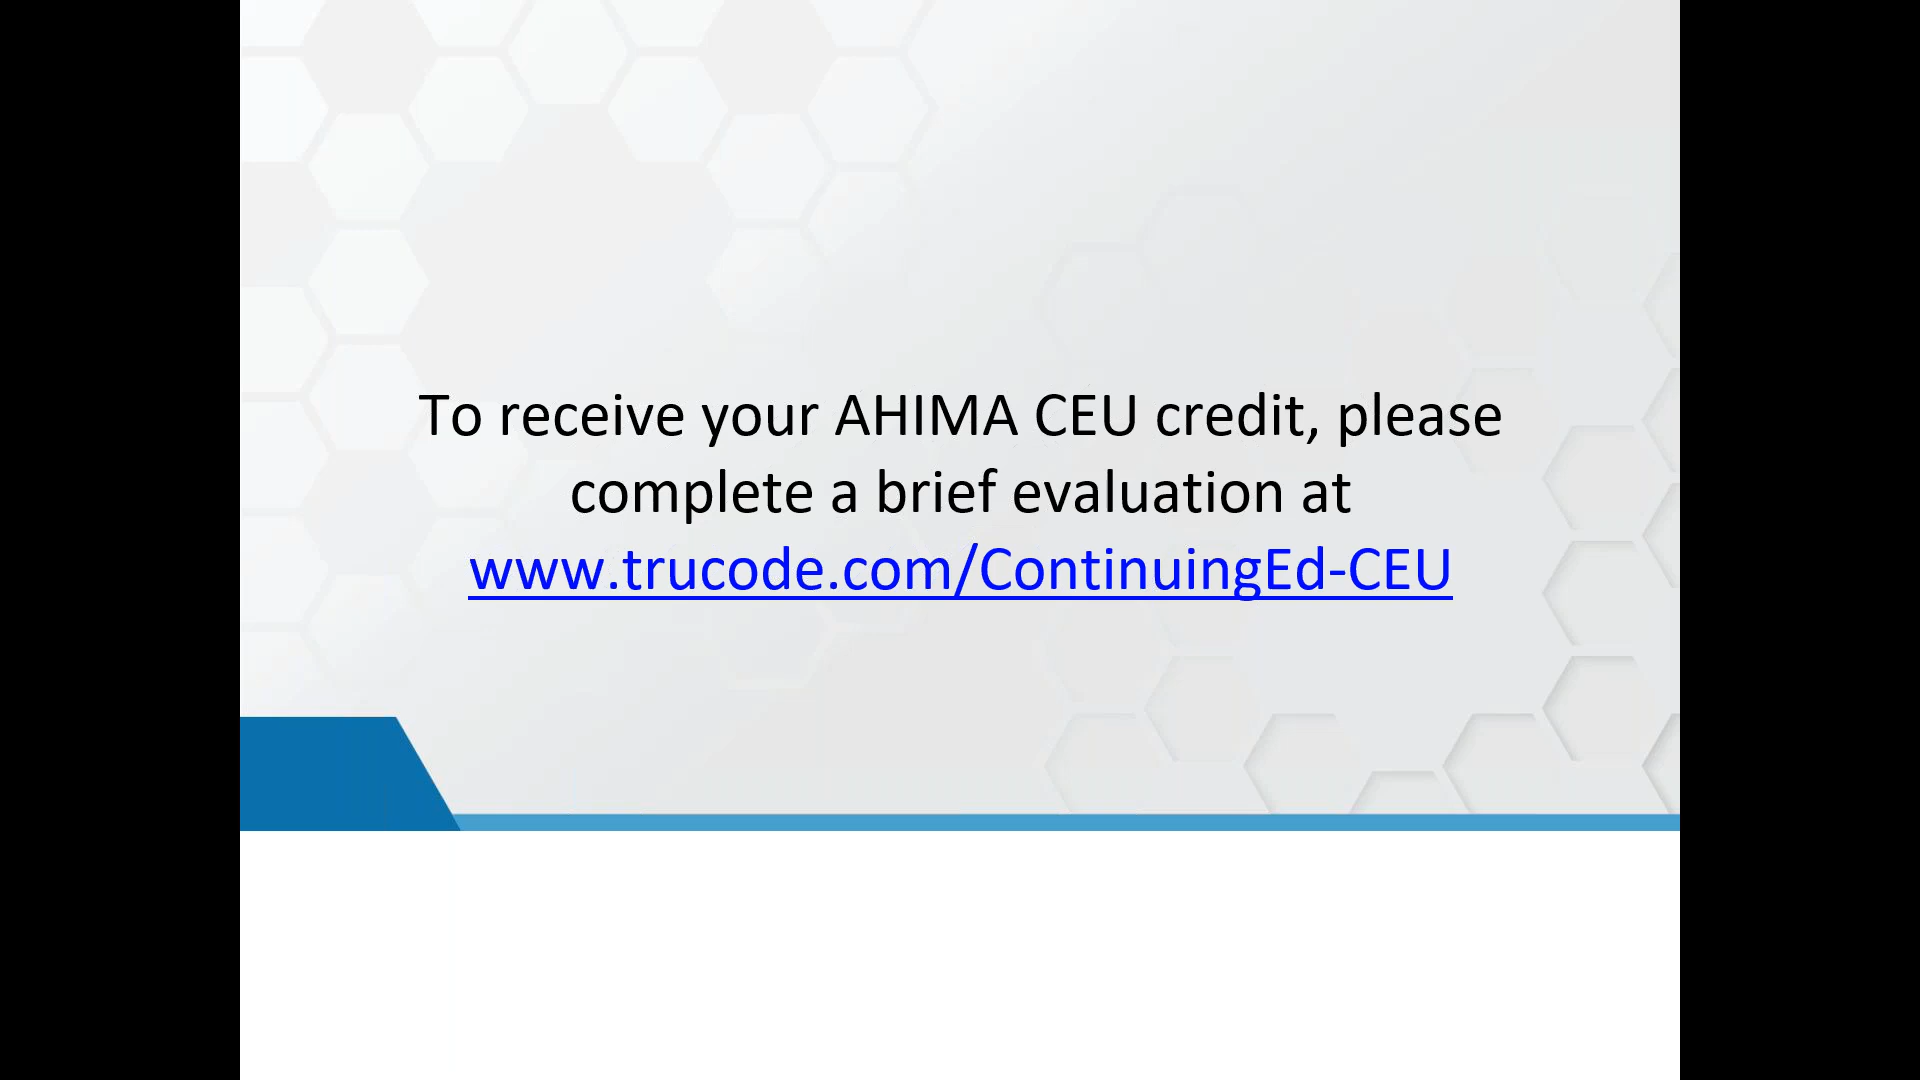 To receive your AHIMA CEU credit, please
complete a brief evaluation at
www.trucode.com/ContinuingEd-CEU